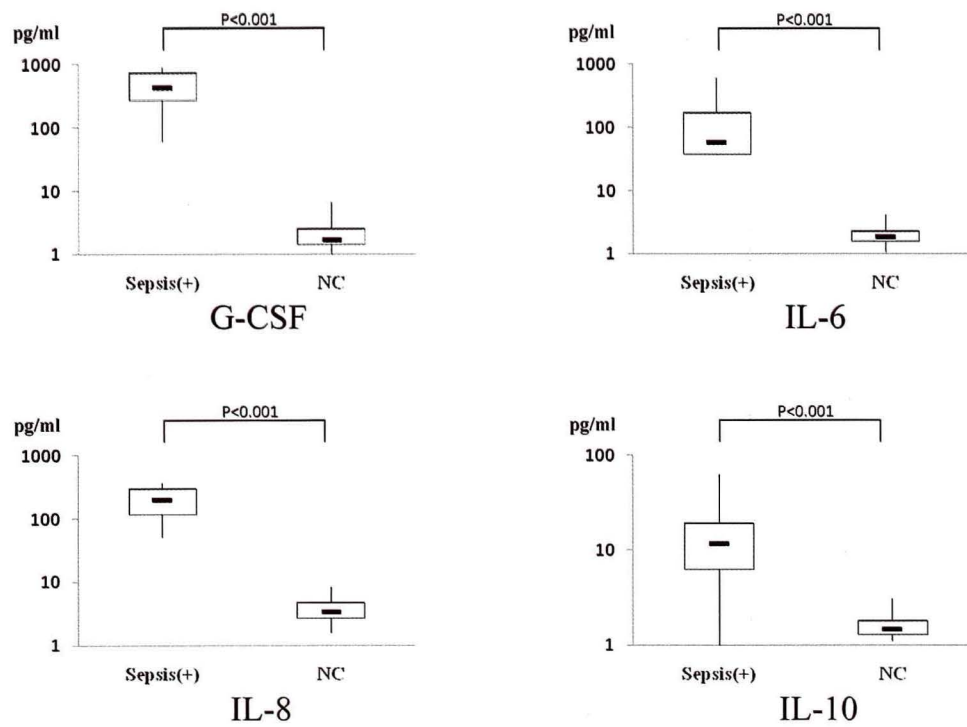 P<0.001
pg/ml
1000
100
10
1
Sepsis(+) NC
G-CSF
P<0.001
pg/ml
1000
100
10
1
Sepsis(+) NC
IL-6
P<0.001
pg/ml
1000
100
10
1
Sepsis(+) NC
IL-8
P<0.001
pg/ml
100
10
1
Sepsis(+) NC
IL-10